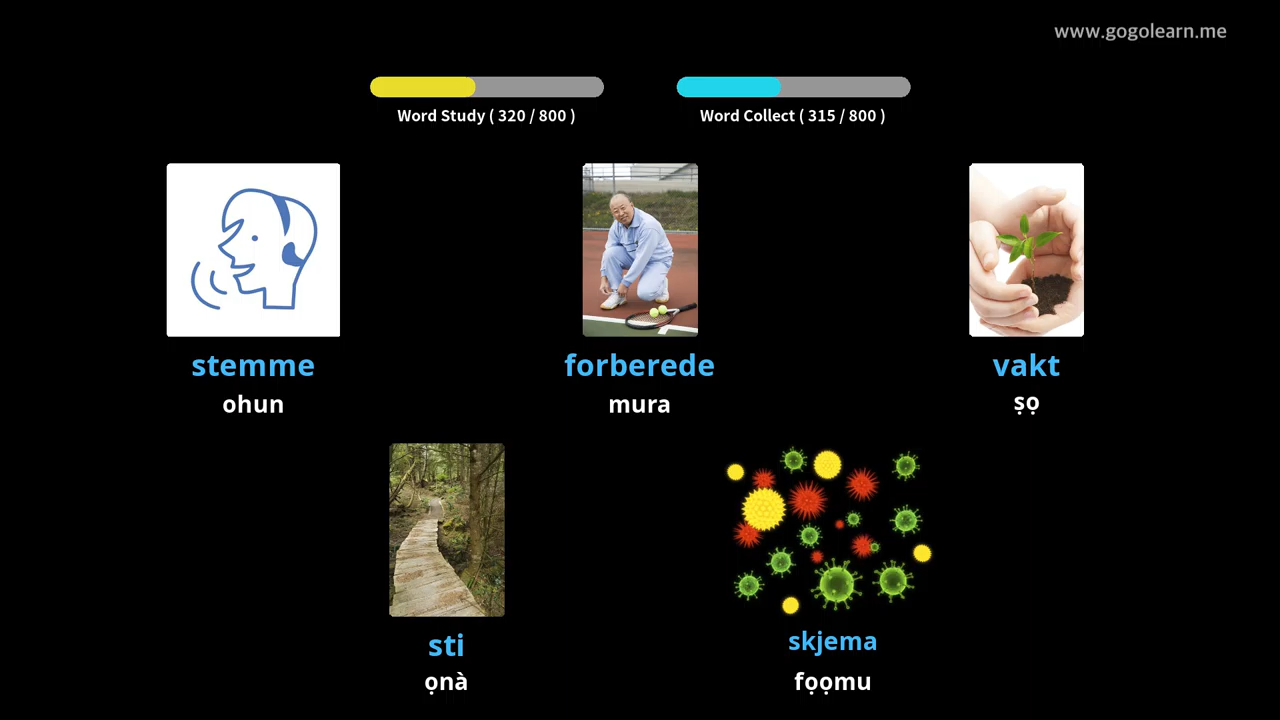 www.gogolearn.me
Word Study ( 320 / 800 )
Word Collect ( 315 / 800 )
stemme
ohun
forberede
mura
vakt
ṣọ
sti
ọnà
skjema
fọọmu